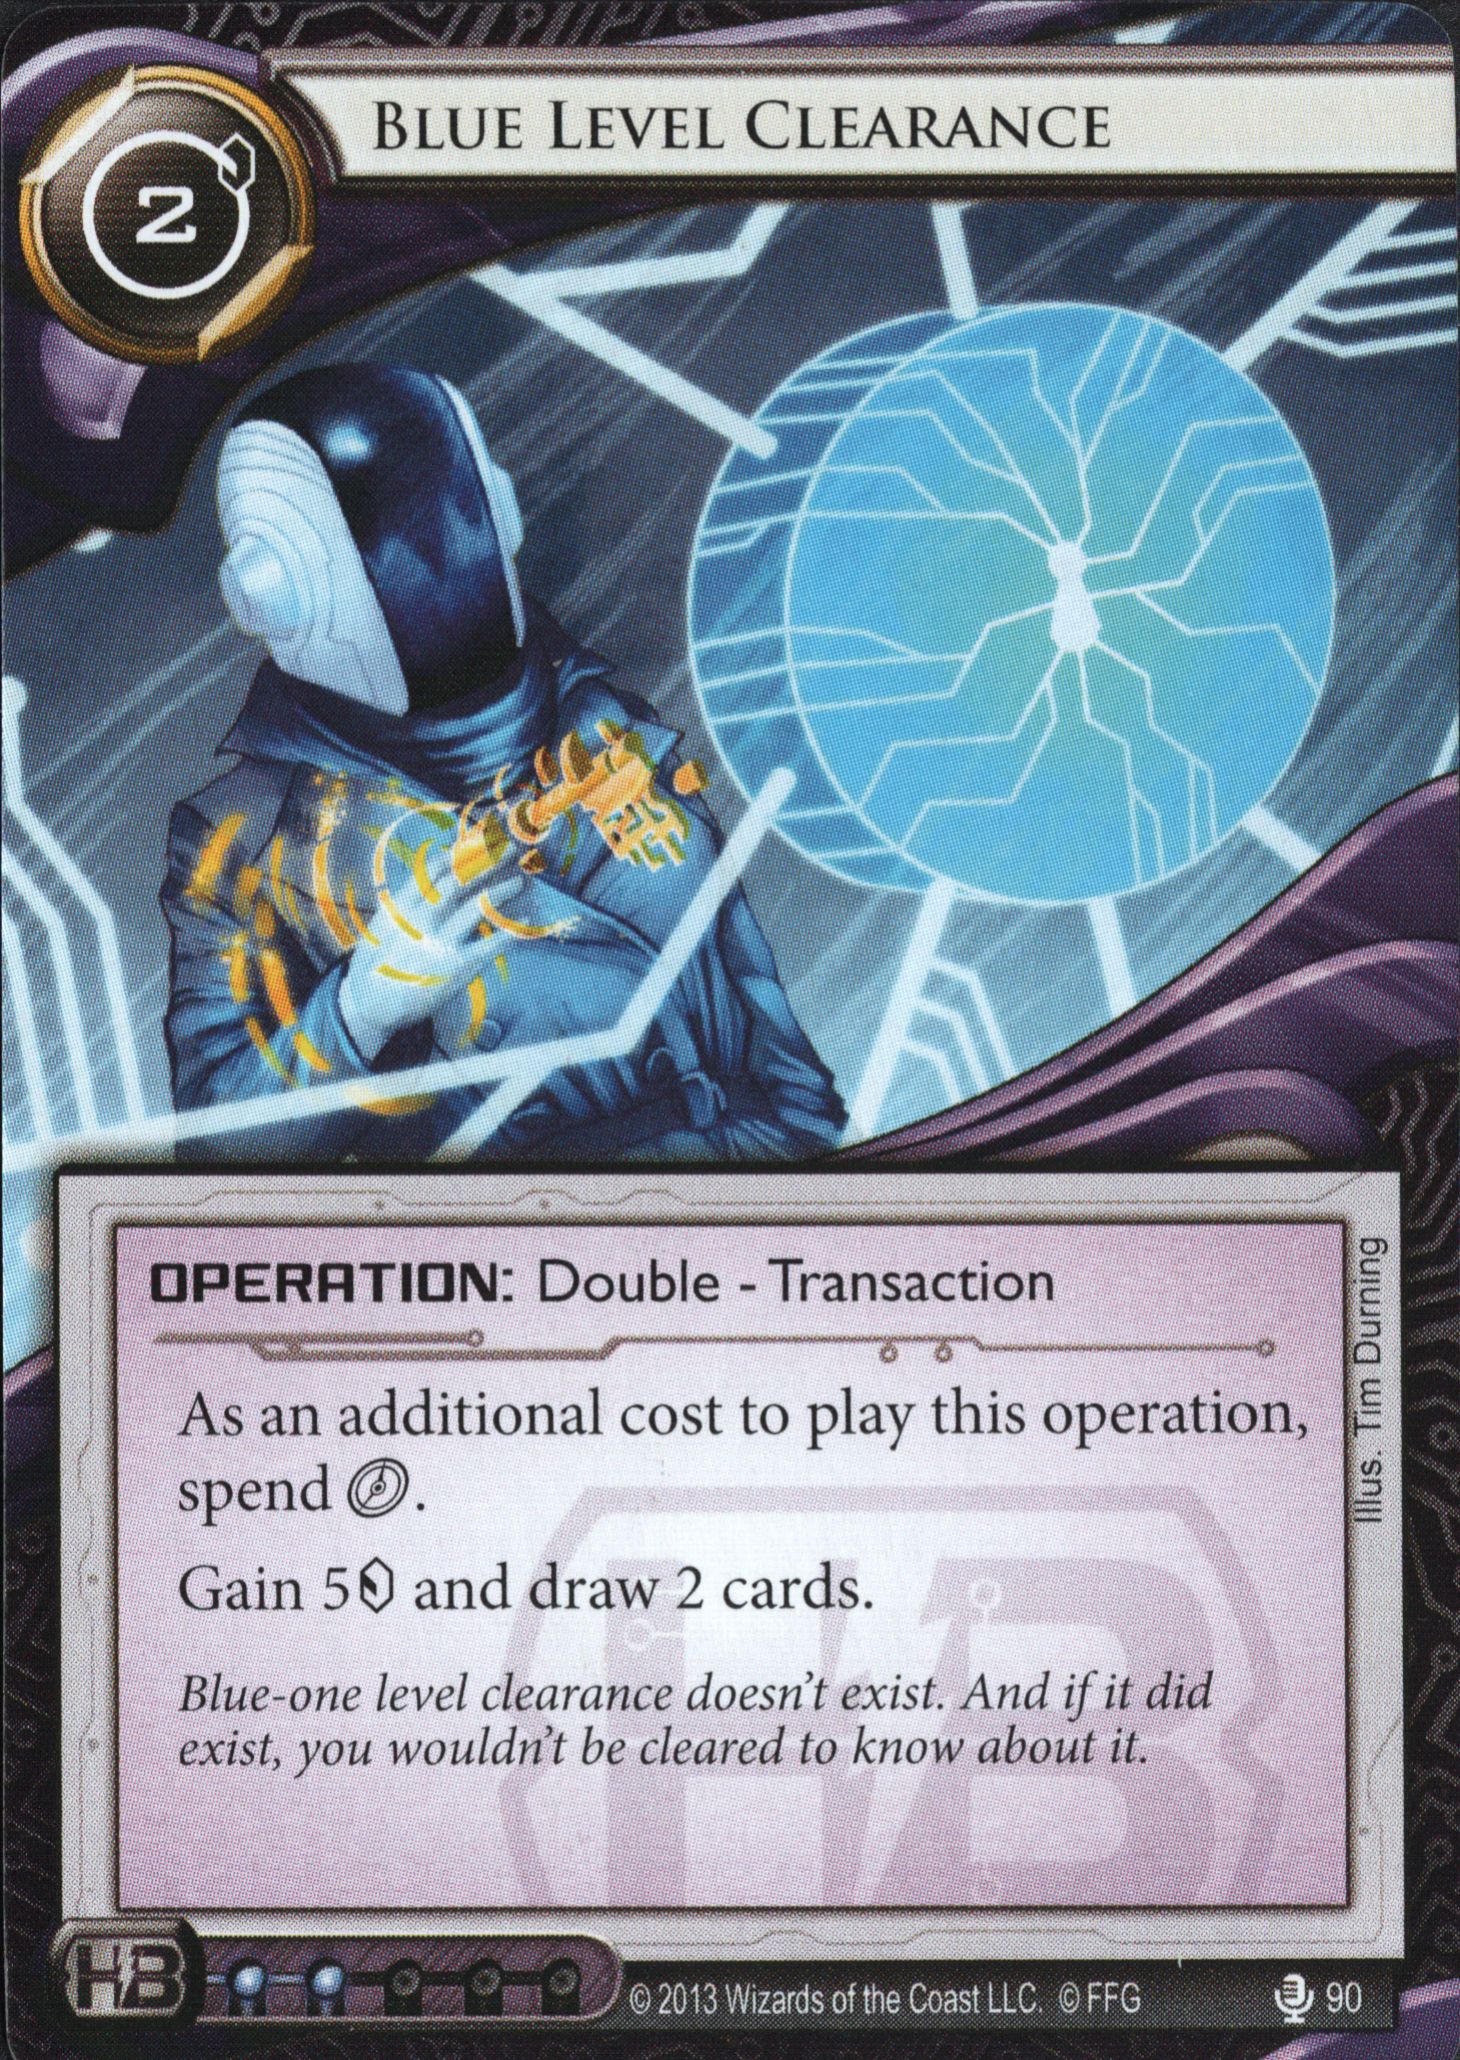 2
BLUE LEVEL CLEARANCE
OPERATION: Double - Transaction
As an additional cost to play this operation,
spend .
Gain 5 and draw 2 cards.
Blue-one level clearance doesn't exist. And if it did
exist, you wouldn't be cleared to know about it.
Illus. Tim Durning
HB
© 2013 Wizards of the Coast LLC. © FFG
90